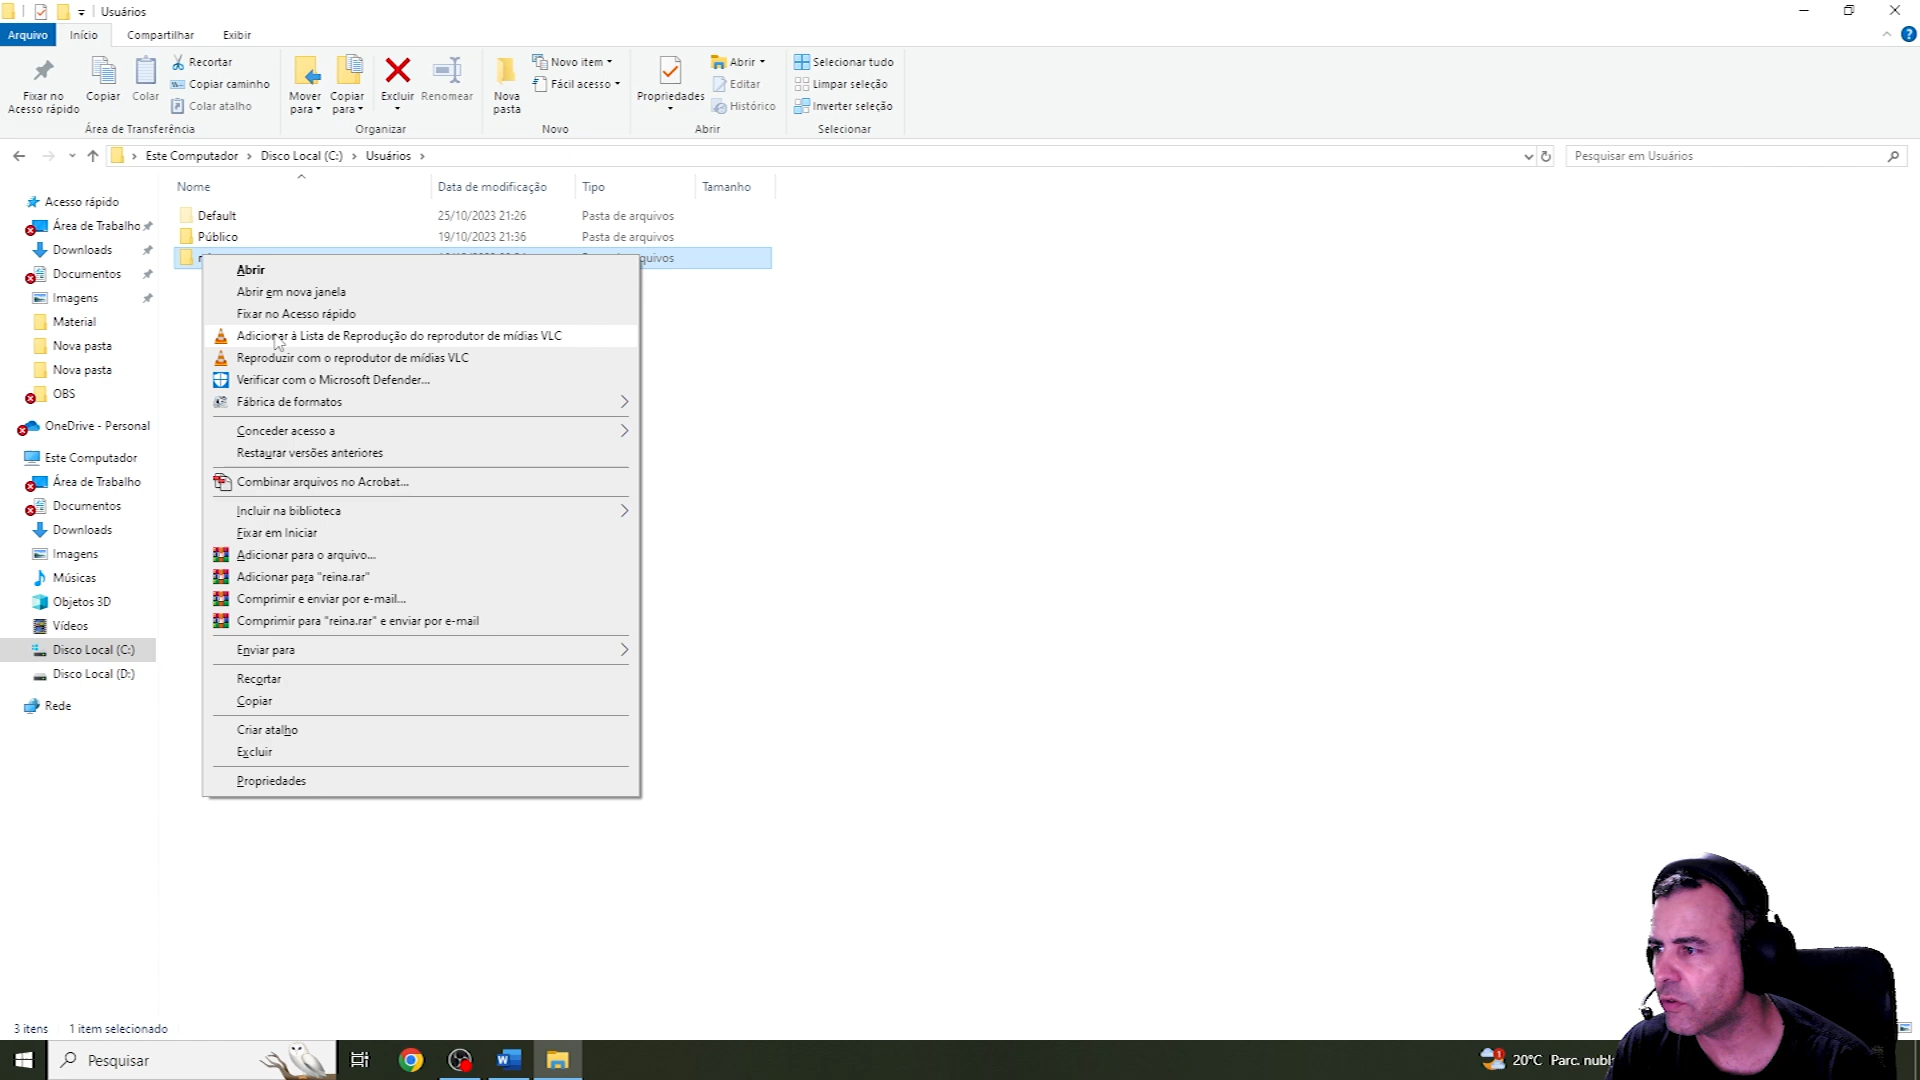 Usuários
Arquivo Início Compartilhar Exibir
Fixar no Acesso rápido
Copiar
Colar
Recortar
Copiar caminho
Colar atalho
Área de Transferência
Mover para
Copiar para
Excluir
Renomear
Organizar
Nova pasta
Novo item
Fácil acesso
Novo
Propriedades
Abrir
Editar
Histórico
Abrir
Selecionar tudo
Limpar seleção
Inverter seleção
Selecionar
Este Computador > Disco Local (C:) > Usuários >
Pesquisar em Usuários
Nome Data de modificação Tipo Tamanho
Default 25/10/2023 21:26 Pasta de arquivos
Público 19/10/2023 21:36 Pasta de arquivos
Acesso rápido
Área de Trabalho
Downloads
Documentos
Imagens
Material
Nova pasta
Nova pasta
OBS
OneDrive - Personal
Este Computador
Área de Trabalho
Documentos
Downloads
Imagens
Músicas
Objetos 3D
Vídeos
Disco Local (C:)
Disco Local (D:)
Rede
Abrir
Abrir em nova janela
Fixar no Acesso rápido
Adicionar à Lista de Reprodução do reprodutor de mídias VLC
Reproduzir com o reprodutor de mídias VLC
Verificar com o Microsoft Defender...
Fábrica de formatos
Conceder acesso a
Restaurar versões anteriores
Combinar arquivos no Acrobat...
Incluir na biblioteca
Fixar em Iniciar
Adicionar para o arquivo...
Adicionar para "reina.rar"
Comprimir e enviar por e-mail...
Comprimir para "reina.rar" e enviar por e-mail
Enviar para
Recortar
Copiar
Criar atalho
Excluir
Propriedades
3 itens 1 item selecionado
Pesquisar
20°C Parc.